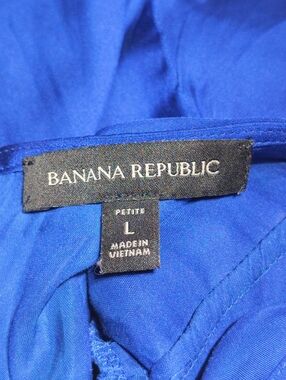 BANANA REPUBLIC
PETITE
L
MADE IN
VIETNAM